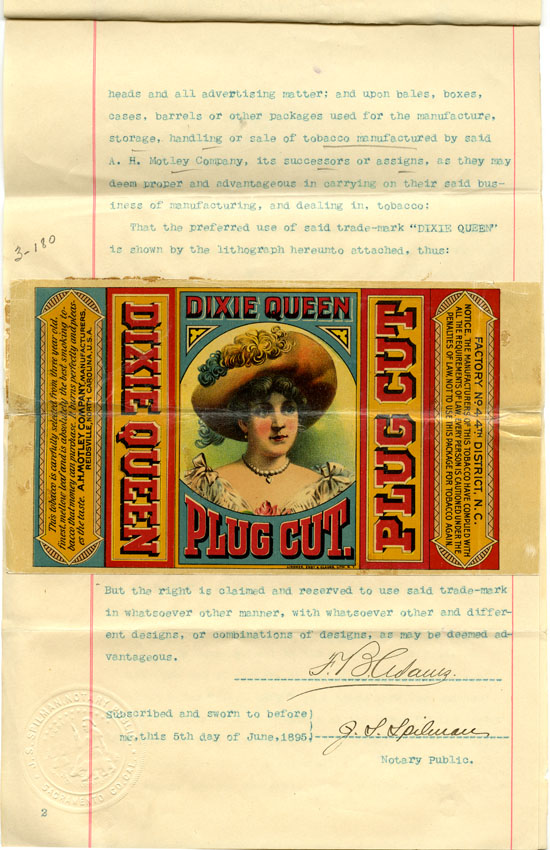 heads and all advertizing matter; and upon bales, boxes,
cases, barrels or other packages used for the manufacture,
storage, handling or sale of tobacco manufactured by said
A. H. Motley Company, its successors or assigns, as they may
deem proper and advantageous in carrying on their said bus-
iness of manufacturing, and dealing in, tobacco:
That the preferred use of said trade-mark "DIXIE QUEEN"
is shown by the lithograph hereunto attached, thus:
3-180
This tobacco is carefully selected from three year old,
finest, mellow leaf and is absolutely the best smoking to-
bacco that money can purchase. It burns perfectly and pleas-
es the taste.
A.H. MOTLEY COMPANY, MANUFACTURERS,
REIDSVILLE, NORTH CAROLINA, U.S.A.
DIXIE QUEEN
DIXIE QUEEN
PLUG CUT.
PLUG CUT
FACTORY No. 4, 4TH DISTRICT, N. C.
NOTICE. THE MANUFACTURERS OF THIS TOBACCO HAVE COMPLIED WITH
ALL THE REQUIREMENTS OF LAW. EVERY PERSON IS CAUTIONED UNDER THE
PENALTIES OF LAW, NOT TO USE THIS PACKAGE FOR TOBACCO AGAIN.
But the right is claimed and reserved to use said trade-mark
in whatsoever other manner, with whatsoever other and differ-
ent designs, or combinations of designs, as may be deemed ad-
vantageous.
F. B. Adams.
Subscribed and sworn to before)
me, this 5th day of June, 1895.)
J. S. Spilman
Notary Public.
SPILMAN, NOTARY
SACRAMENTO CO. CAL.
2